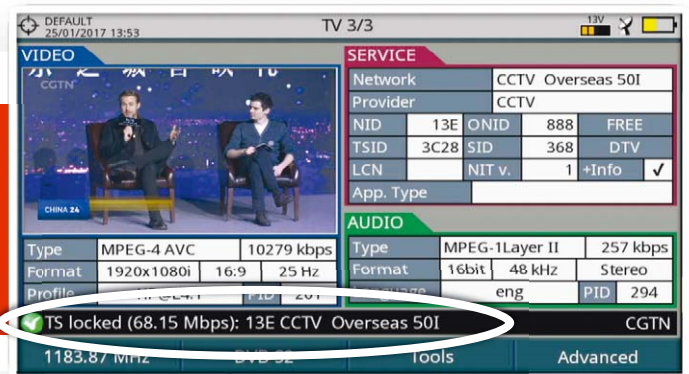 DEFAULT
25/01/2017 13:53
TV 3/3
13V
VIDEO
CGTN
CHINA 24
Type MPEG-4 AVC 10279 kbps
Format 1920x1080i 16:9 25 Hz
Profile PID
SERVICE
Network CCTV Overseas 50I
Provider CCTV
NID 13E ONID 888 FREE
TSID 3C28 SID 368 DTV
LCN NIT v. 1 +Info ✓
App. Type
AUDIO
Type MPEG-1Layer II 257 kbps
Format 16bit 48 kHz Stereo
eng PID 294
TS locked (68.15 Mbps): 13E CCTV Overseas 50I CGTN
1183.87 MHz Tools Advanced